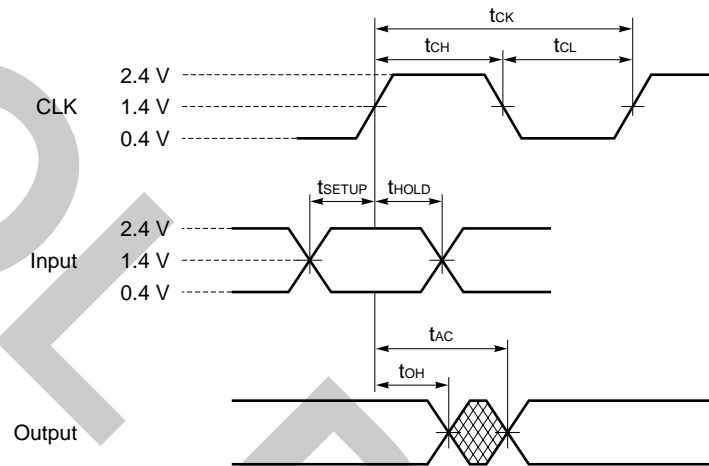 tCK
tCH tCL
2.4 V
CLK 1.4 V
0.4 V
tSETUP tHOLD
2.4 V
Input 1.4 V
0.4 V
tAC
tOH
Output